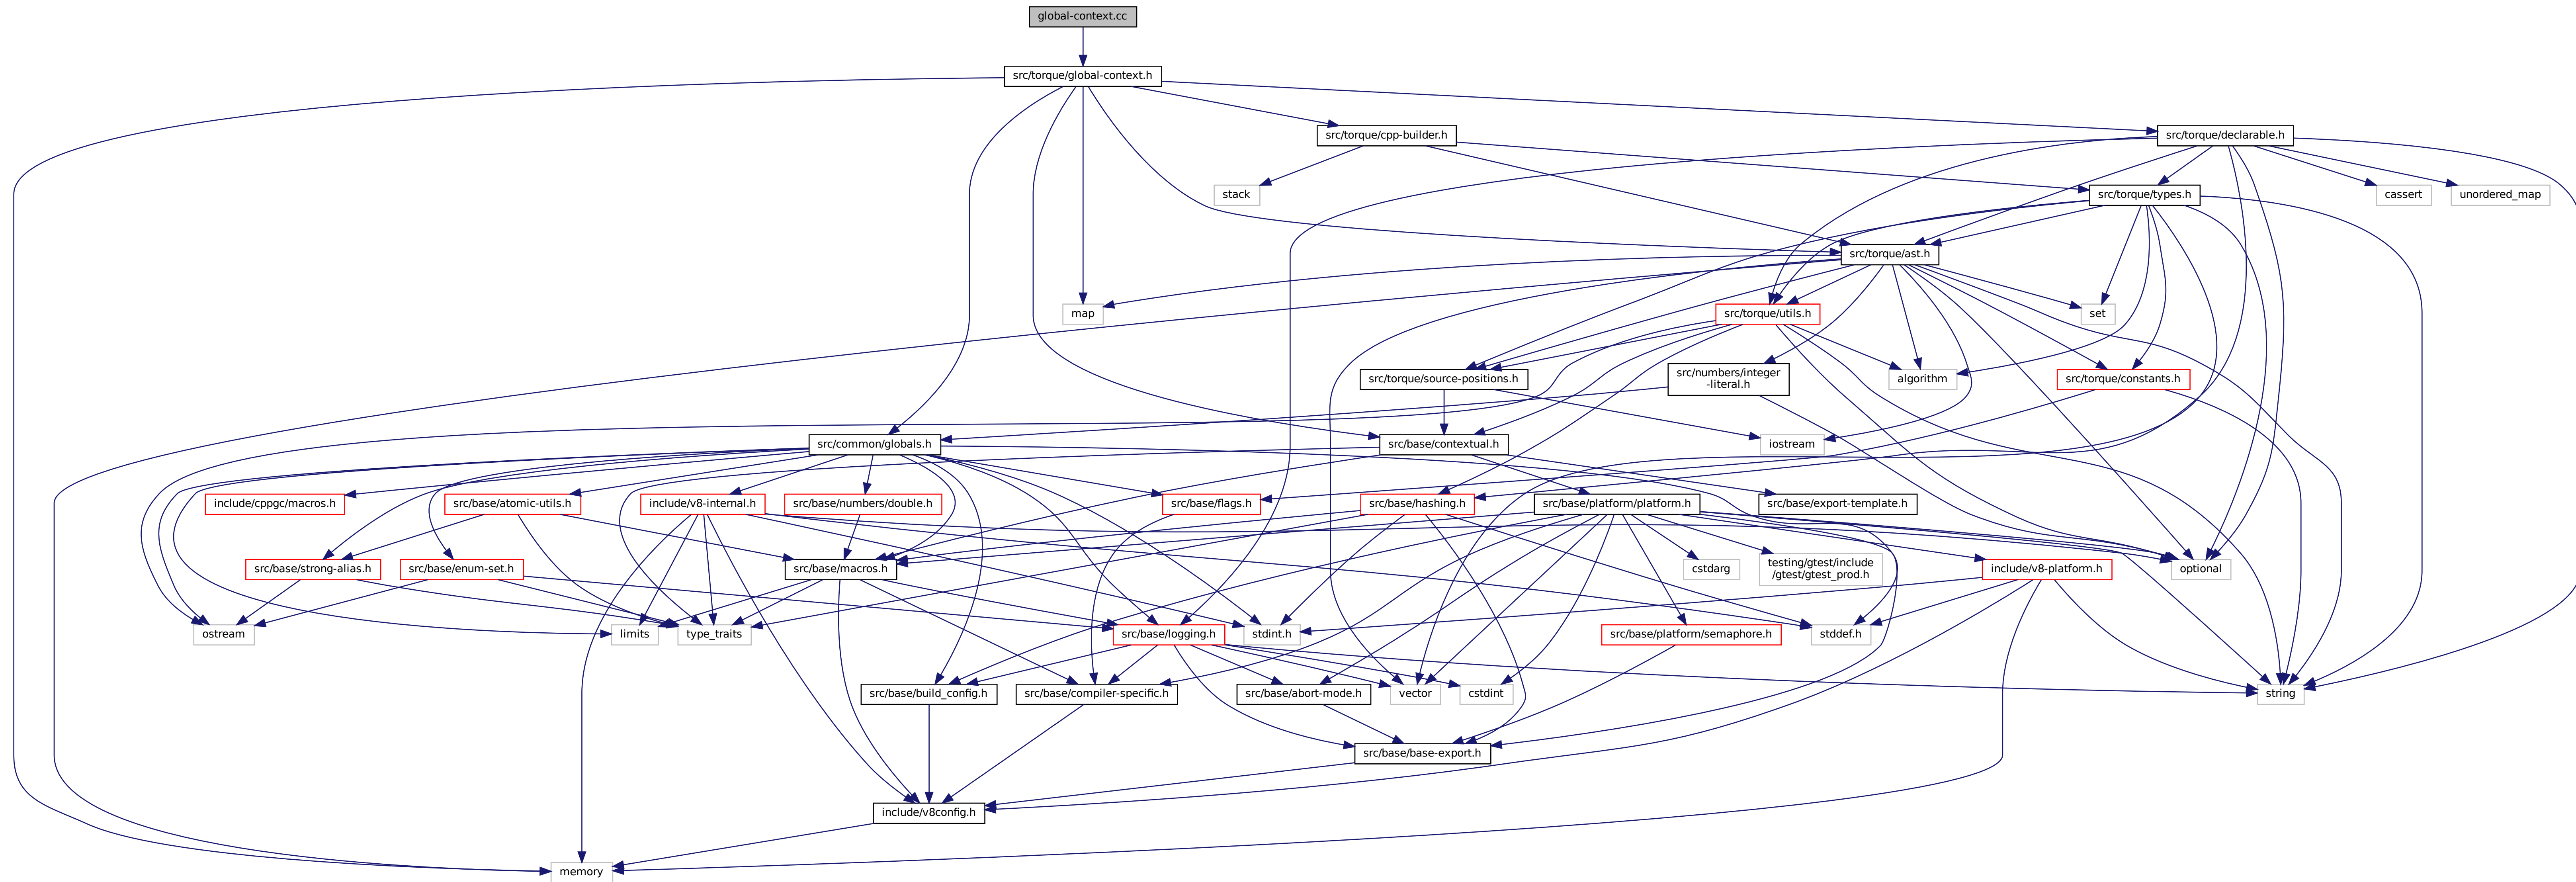 global-context.cc
src/torque/global-context.h
src/torque/cpp-builder.h
src/torque/declarable.h
stack
src/torque/types.h
cassert
unordered_map
src/torque/ast.h
map
src/torque/utils.h
set
src/torque/source-positions.h
src/numbers/integer
-literal.h
algorithm
src/torque/constants.h
src/common/globals.h
src/base/contextual.h
iostream
include/cppgc/macros.h
src/base/atomic-utils.h
include/v8-internal.h
src/base/numbers/double.h
src/base/flags.h
src/base/hashing.h
src/base/platform/platform.h
src/base/export-template.h
src/base/strong-alias.h
src/base/enum-set.h
src/base/macros.h
cstdarg
testing/gtest/include
/gtest/gtest_prod.h
include/v8-platform.h
optional
ostream
limits
type_traits
src/base/logging.h
stdint.h
src/base/platform/semaphore.h
stddef.h
src/base/build_config.h
src/base/compiler-specific.h
src/base/abort-mode.h
vector
cstdint
string
src/base/base-export.h
include/v8config.h
memory